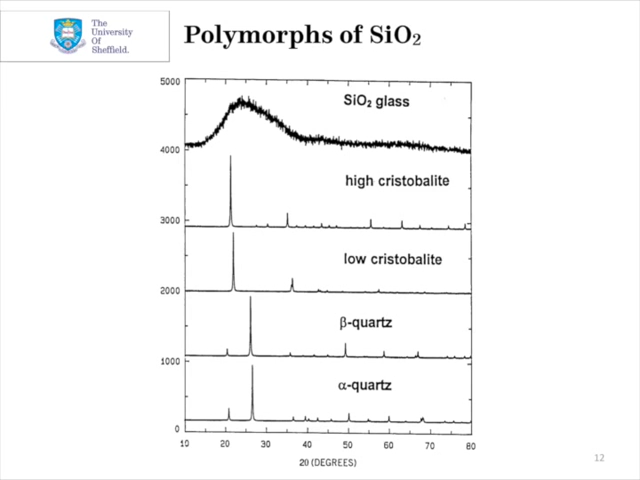 The
University
Of
Sheffield.
Polymorphs of SiO₂
5000
SiO₂ glass
4000
high cristobalite
3000
low cristobalite
2000
β-quartz
1000
α-quartz
0
10 20 30 40 50 60 70 80
2θ (DEGREES)
12